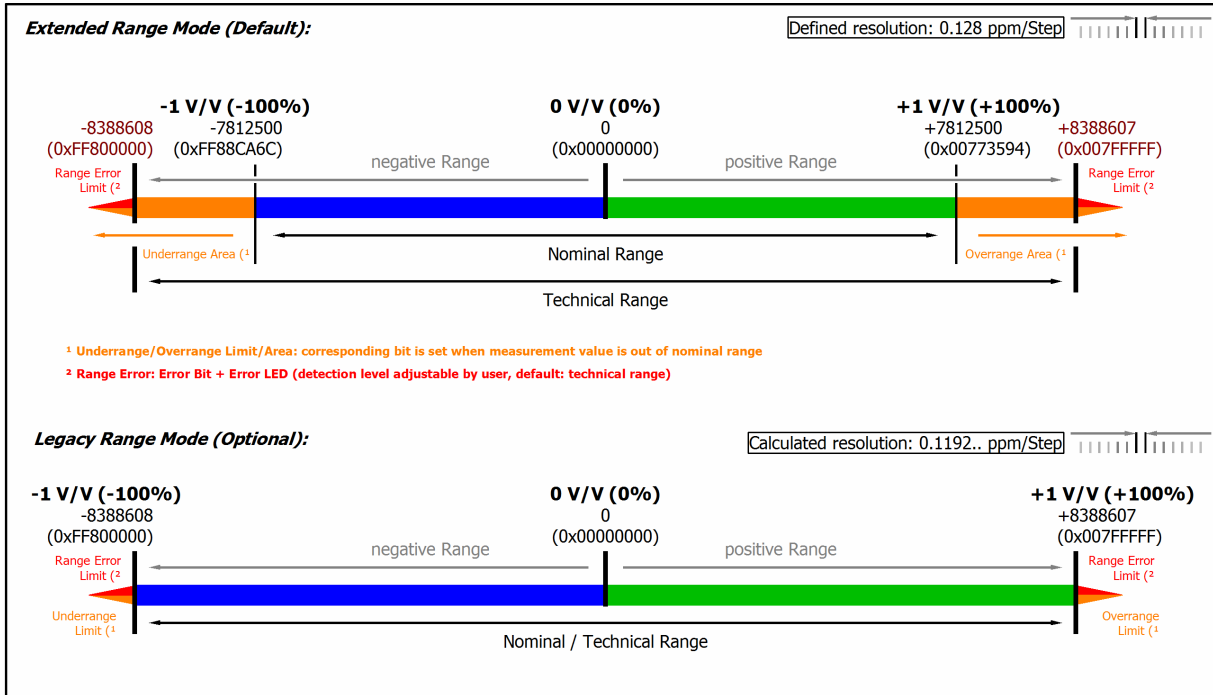 Extended Range Mode (Default):
Defined resolution: 0.128 ppm/Step
-1 V/V (-100%)
0 V/V (0%)
+1 V/V (+100%)
-8388608
-7812500
0
+7812500
+8388607
(0xFF800000)
(0xFF88CA6C)
(0x00000000)
(0x00773594)
(0x007FFFFF)
negative Range
positive Range
Range Error
Limit (²
Range Error
Limit (²
Underrange Area (¹
Nominal Range
Overrange Area (¹
Technical Range
¹ Underrange/Overrange Limit/Area: corresponding bit is set when measurement value is out of nominal range
² Range Error: Error Bit + Error LED (detection level adjustable by user, default: technical range)
Legacy Range Mode (Optional):
Calculated resolution: 0.1192.. ppm/Step
-1 V/V (-100%)
0 V/V (0%)
+1 V/V (+100%)
-8388608
0
+8388607
(0xFF800000)
(0x00000000)
(0x007FFFFF)
negative Range
positive Range
Range Error
Limit (²
Range Error
Limit (²
Underrange
Limit (¹
Overrange
Limit (¹
Nominal / Technical Range